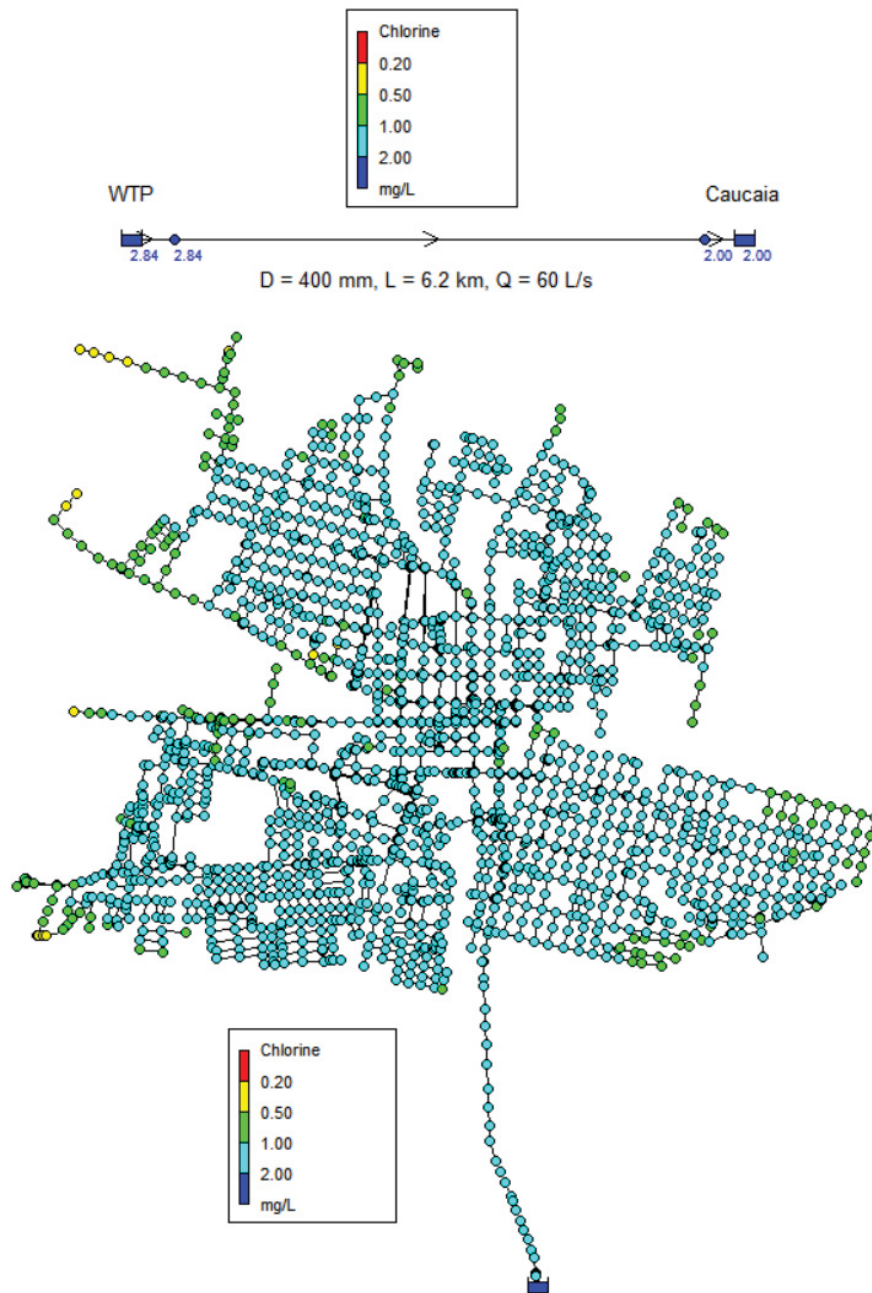 Chlorine
0.20
0.50
1.00
2.00
mg/L
WTP
Caucaia
2.84 2.84
2.00 2.00
D = 400 mm, L = 6.2 km, Q = 60 L/s
Chlorine
0.20
0.50
1.00
2.00
mg/L